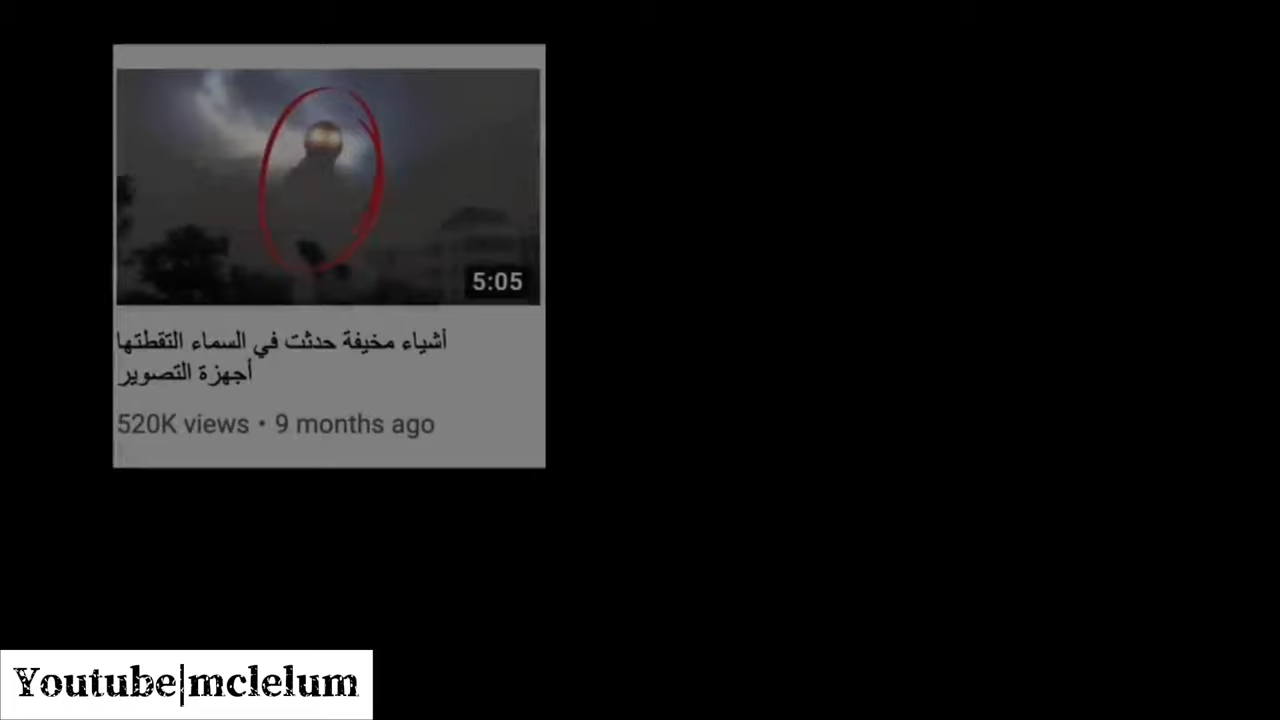 5:05
أشياء مخيفة حدثت في السماء التقطتها
أجهزة التصوير
520K views • 9 months ago
Youtube|mclelum